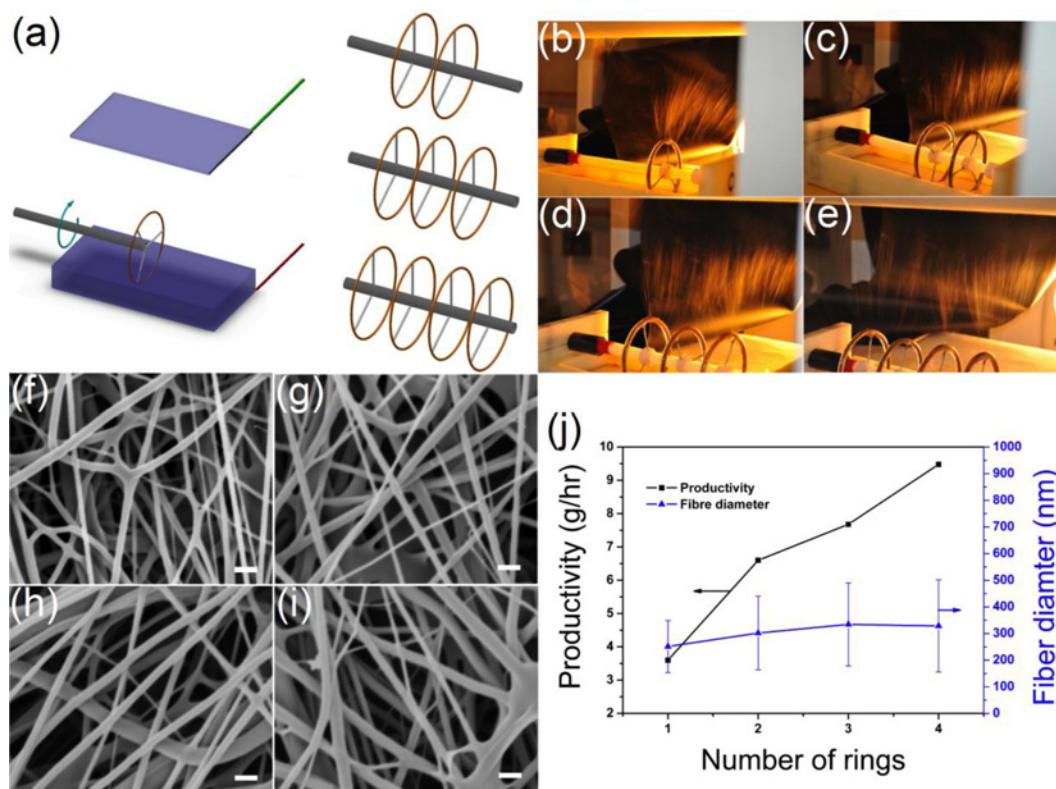 (a)
(b)
(c)
(d)
(e)
(f)
(g)
(h)
(i)
(j)
Productivity (g/hr)
10
9
8
7
6
5
4
3
2
Productivity
Fibre diameter
1000
900
800
700
600
500
400
300
200
100
0
Fiber diamter (nm)
1 2 3 4
Number of rings